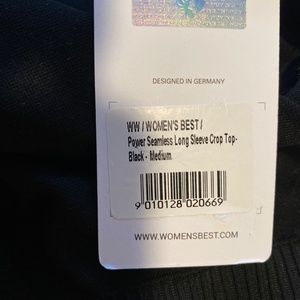 DESIGNED IN GERMANY
WW / WOMEN'S BEST /
Power Seamless Long Sleeve Crop Top-
Black - Medium
9 010128 020669
WWW.WOMENSBEST.COM